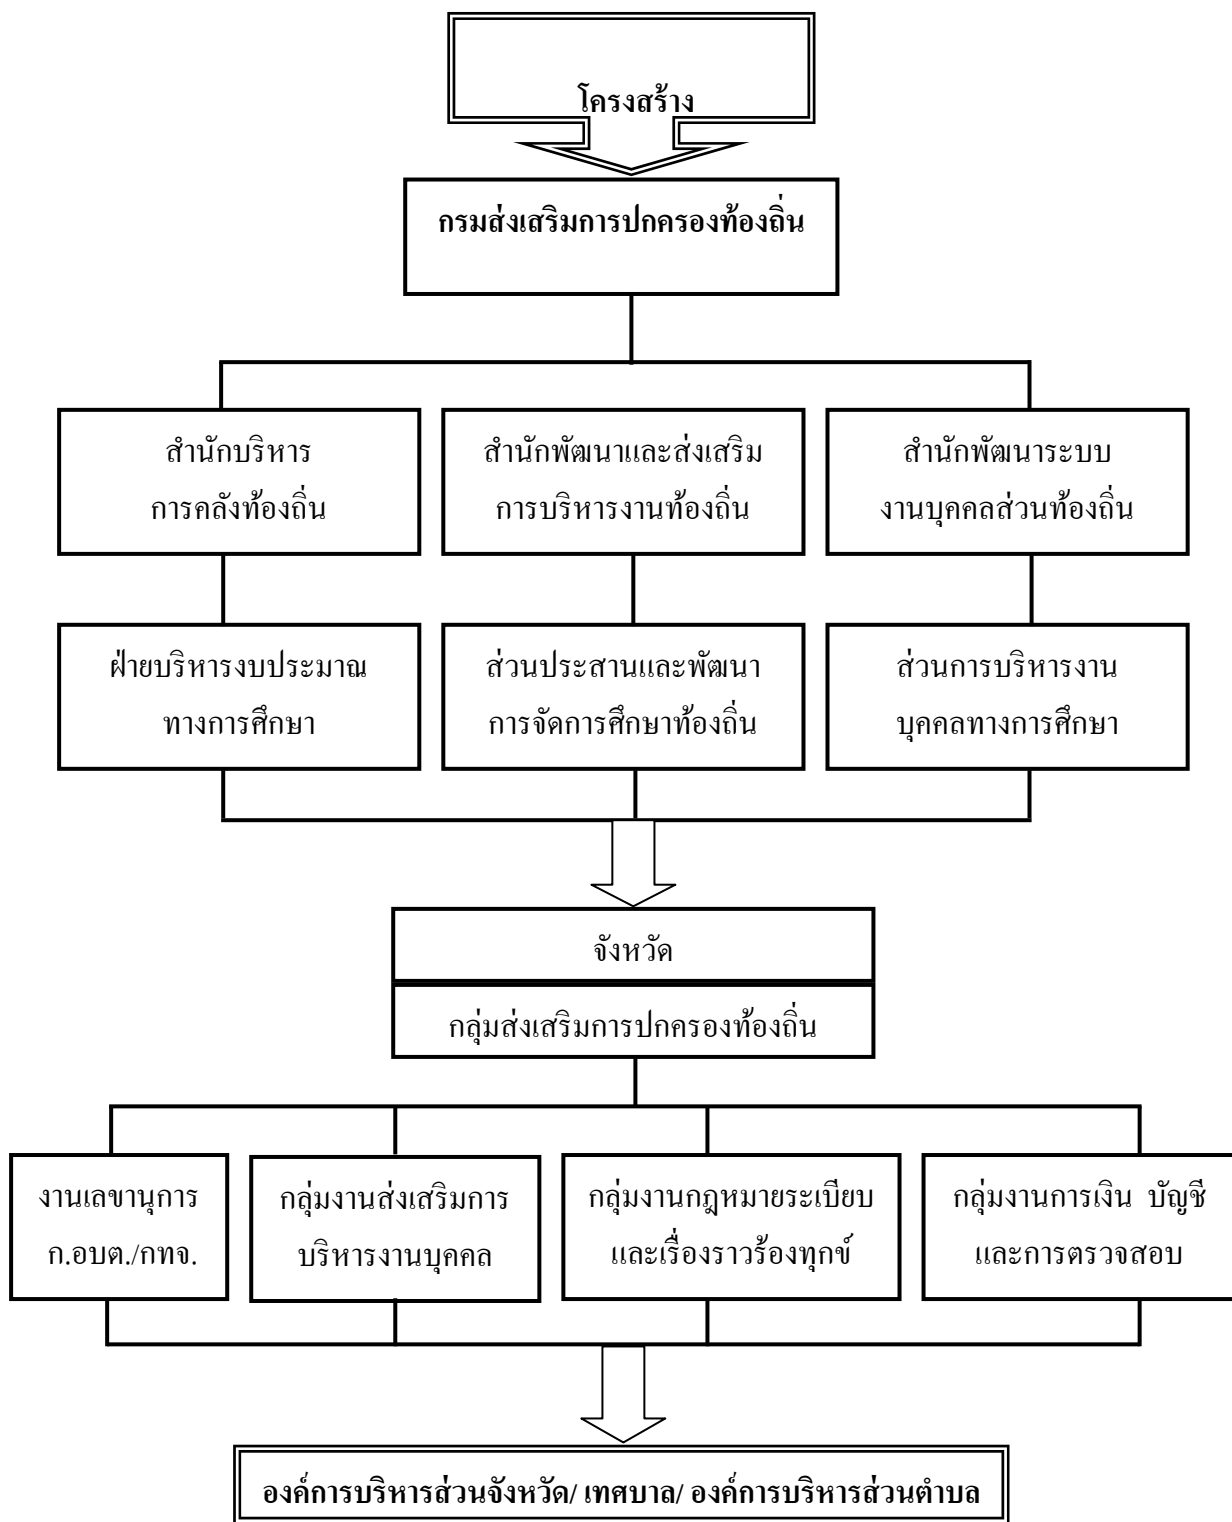 โครงสร้าง
กรมส่งเสริมการปกครองท้องถิ่น
สำนักบริหาร
การคลังท้องถิ่น
สำนักพัฒนาและส่งเสริม
การบริหารงานท้องถิ่น
สำนักพัฒนาระบบ
งานบุคคลส่วนท้องถิ่น
ฝ่ายบริหารงบประมาณ
ทางการศึกษา
ส่วนประสานและพัฒนา
การจัดการศึกษาท้องถิ่น
ส่วนการบริหารงาน
บุคคลทางการศึกษา
จังหวัด
กลุ่มส่งเสริมการปกครองท้องถิ่น
งานเลขานุการ
ก.อบต./กทจ.
กลุ่มงานส่งเสริมการ
บริหารงานบุคคล
กลุ่มงานกฎหมายระเบียบ
และเรื่องราวร้องทุกข์
กลุ่มงานการเงิน บัญชี
และการตรวจสอบ
องค์การบริหารส่วนจังหวัด/ เทศบาล/ องค์การบริหารส่วนตำบล